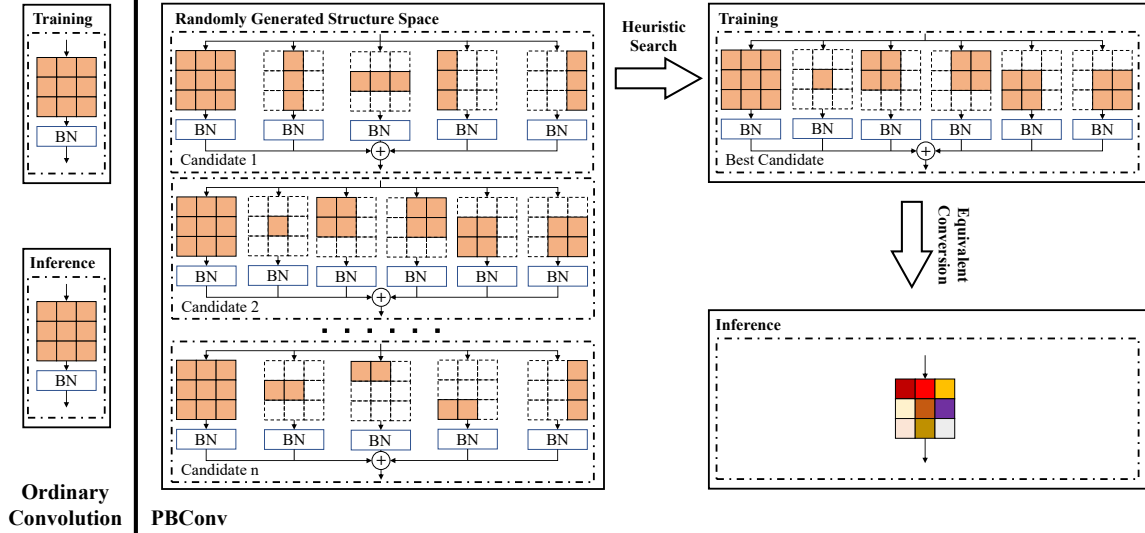 Training
BN
Inference
BN
Ordinary
Convolution
Randomly Generated Structure Space
BN BN BN BN BN
+
Candidate 1
BN BN BN BN BN BN
+
Candidate 2
. . . . . .
BN BN BN BN BN
+
Candidate n
PBConv
Heuristic
Search
Training
BN BN BN BN BN BN
+
Best Candidate
Equivalent
Conversion
Inference